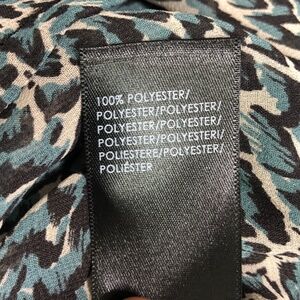 100% POLYESTER/
POLYESTER/POLYESTER/
POLYESTER/POLYESTER/
POLYESTER/POLYESTERI/
POLIESTERE/POLYESTER/
POLIÉSTER